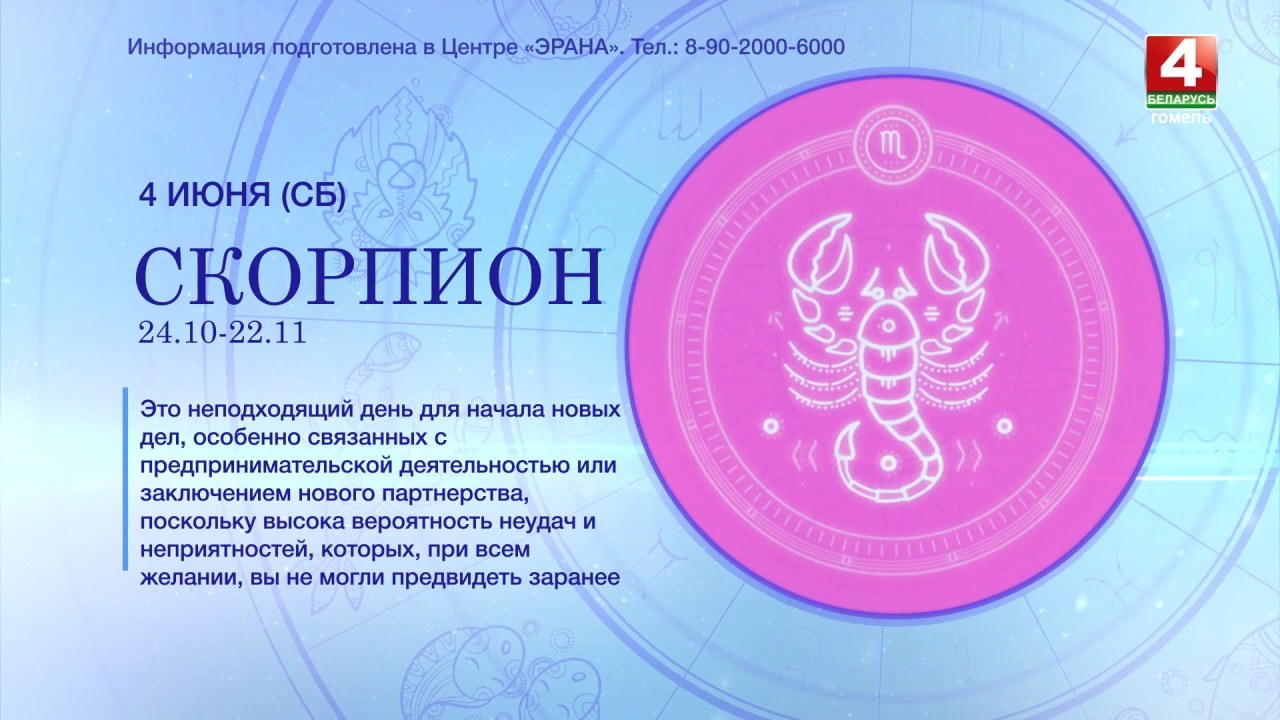 Информация подготовлена в Центре «ЭРАНА». Тел.: 8-90-2000-6000
4
БЕЛАРУСЬ
гомель
4 ИЮНЯ (СБ)
СКОРПИОН
24.10-22.11
Это неподходящий день для начала новых
дел, особенно связанных с
предпринимательской деятельностью или
заключением нового партнерства,
поскольку высока вероятность неудач и
неприятностей, которых, при всем
желании, вы не могли предвидеть заранее